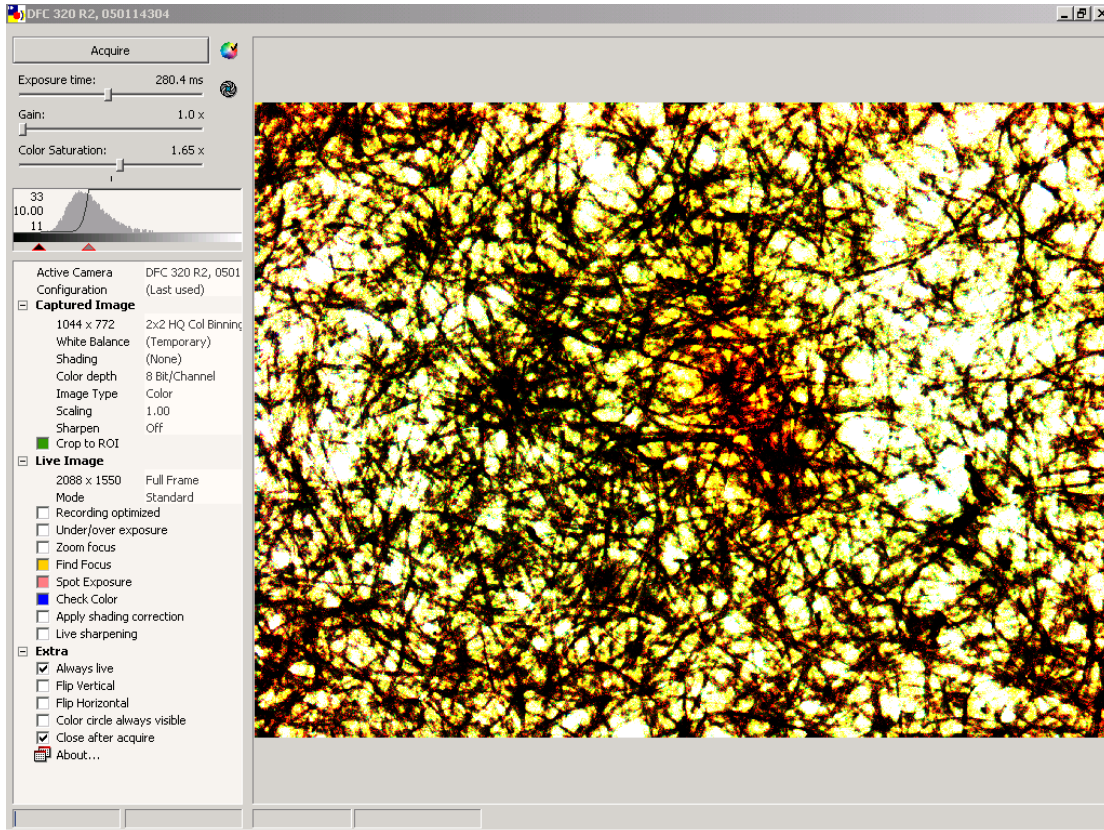 DFC 320 R2, 050114304
Acquire
Exposure time: 280.4 ms
Gain: 1.0 x
Color Saturation: 1.65 x
33
10.00
11
Active Camera DFC 320 R2, 0501
Configuration (Last used)
Captured Image
1044 x 772 2x2 HQ Col Binning
White Balance (Temporary)
Shading (None)
Color depth 8 Bit/Channel
Image Type Color
Scaling 1.00
Sharpen Off
Crop to ROI
Live Image
2088 x 1550 Full Frame
Mode Standard
Recording optimized
Under/over exposure
Zoom focus
Find Focus
Spot Exposure
Check Color
Apply shading correction
Live sharpening
Extra
Always live
Flip Vertical
Flip Horizontal
Color circle always visible
Close after acquire
About...